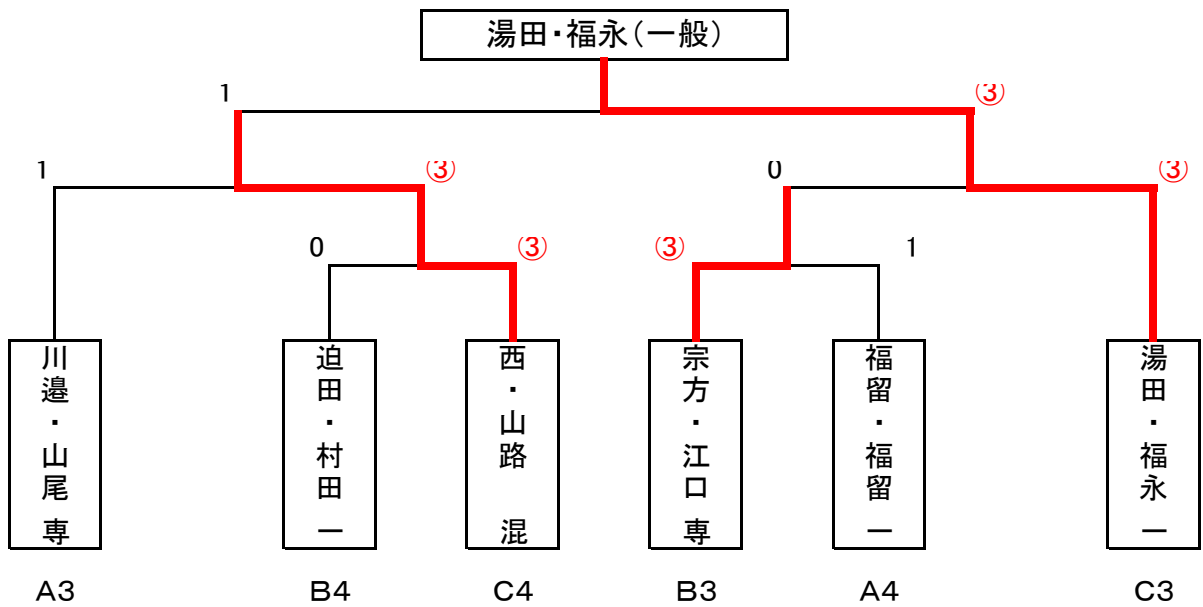 湯田・福永（一般）
1
③
1
③
0
③
0
③
③
1
川邉・山尾 専
迫田・村田 一
西・山路 混
宗方・江口 専
福留・福留 一
湯田・福永 一
A3
B4
C4
B3
A4
C3